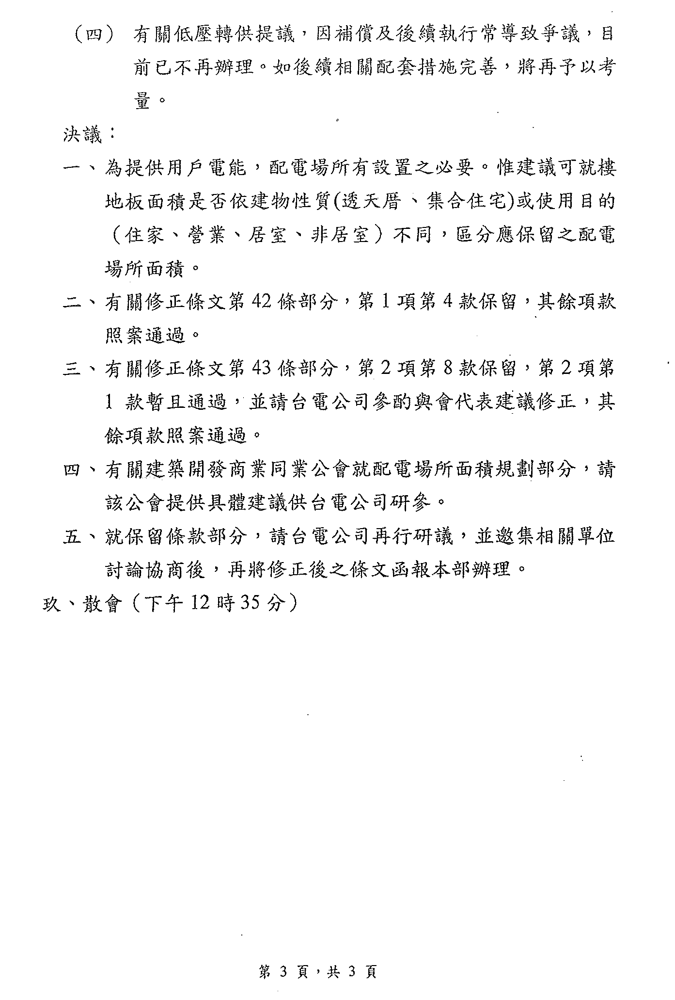 （四） 有關低壓轉供提議，因補償及後續執行常導致爭議，目
前已不再辦理。如後續相關配套措施完善，將再予以考
量。
決議：
一、為提供用戶電能，配電場所有設置之必要。惟建議可就樓
地板面積是否依建物性質(透天厝、集合住宅)或使用目的
（住家、營業、居室、非居室）不同，區分應保留之配電
場所面積。
二、有關修正條文第 42 條部分，第 1 項第 4 款保留，其餘項款
照案通過。
三、有關修正條文第 43 條部分，第 2 項第 8 款保留，第 2 項第
1 款暫且通過，並請台電公司參酌與會代表建議修正，其
餘項款照案通過。
四、有關建築開發商業同業公會就配電場所面積規劃部分，請
該公會提供具體建議供台電公司研參。
五、就保留條款部分，請台電公司再行研議，並邀集相關單位
討論協商後，再將修正後之條文函報本部辦理。
玖、散會（下午 12 時 35 分）
第 3 頁，共 3 頁